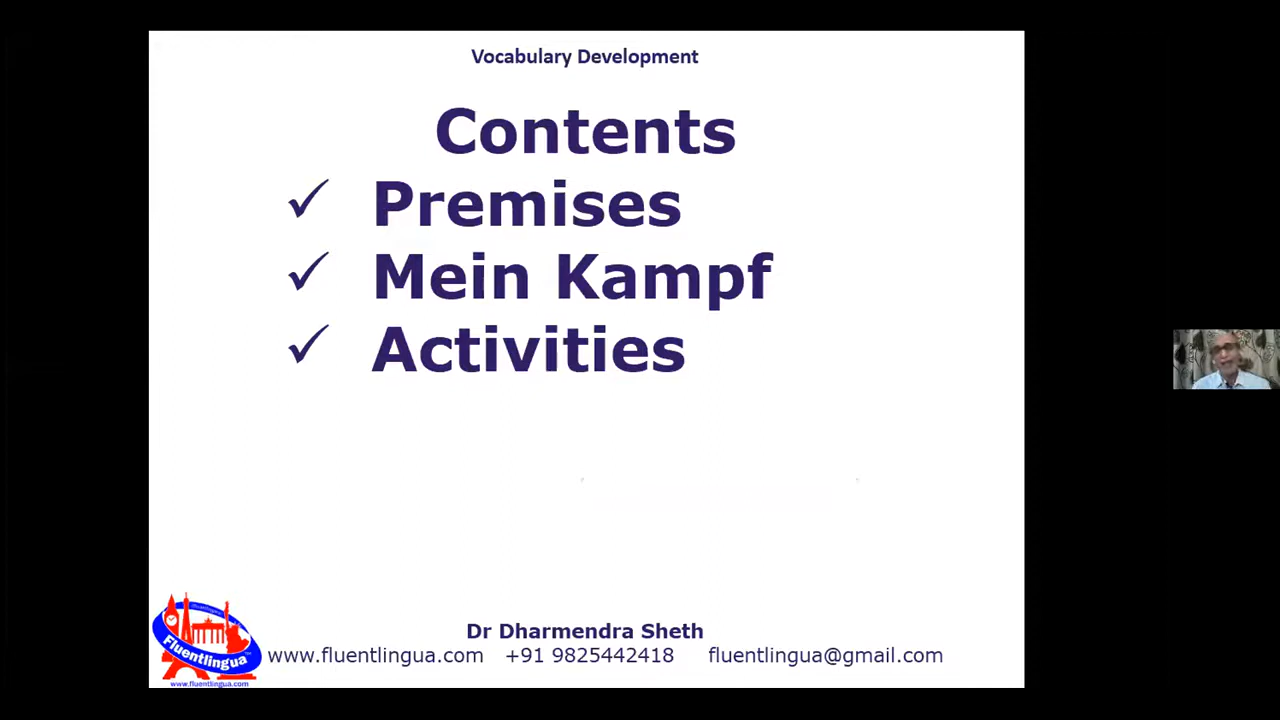 Vocabulary Development
Contents
✓ Premises
✓ Mein Kampf
✓ Activities
fluentlingua
Fluentlingua
www.fluentlingua.com
Dr Dharmendra Sheth
www.fluentlingua.com +91 9825442418 fluentlingua@gmail.com